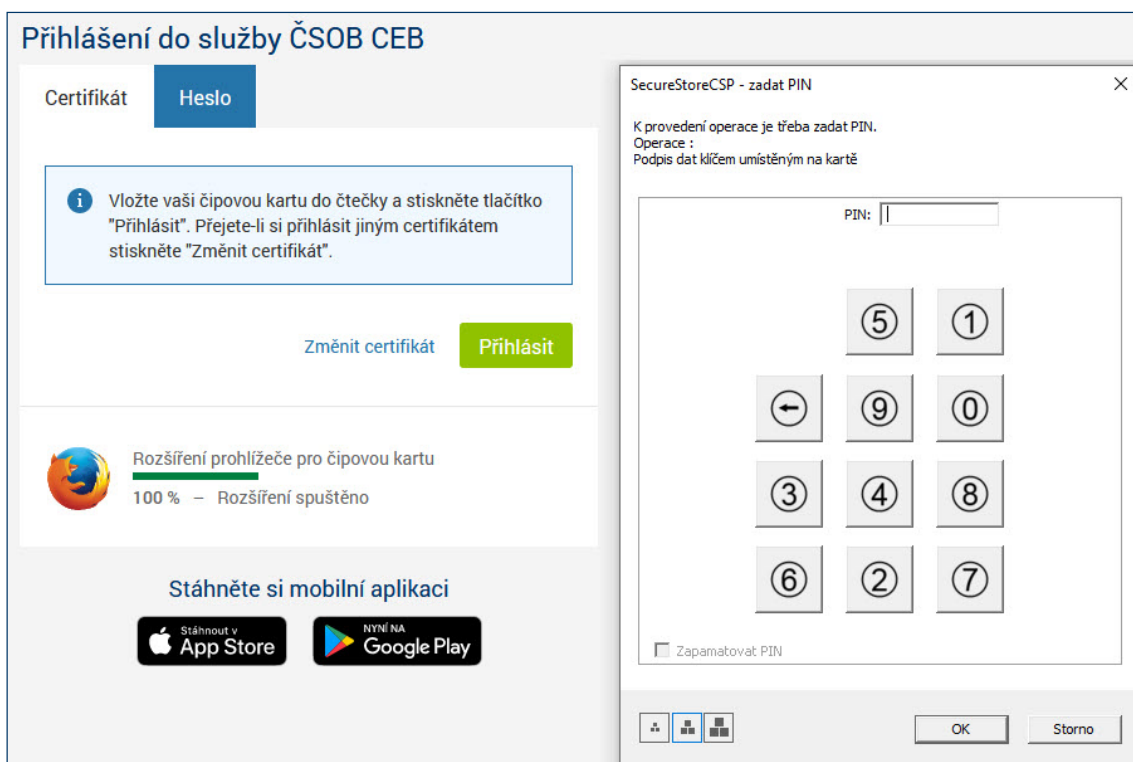 Přihlášení do služby ČSOB CEB
Certifikát
Heslo
Vložte vaši čipovou kartu do čtečky a stiskněte tlačítko
"Přihlásit". Přejete-li si přihlásit jiným certifikátem
stiskněte "Změnit certifikát".
Změnit certifikát
Přihlásit
Rozšíření prohlížeče pro čipovou kartu
100 % – Rozšíření spuštěno
Stáhněte si mobilní aplikaci
Stáhnout v
App Store
NYNÍ NA
Google Play
SecureStoreCSP - zadat PIN
K provedení operace je třeba zadat PIN.
Operace :
Podpis dat klíčem umístěným na kartě
PIN:
5 1
9 0
3 4 8
6 2 7
Zapamatovat PIN
OK
Storno